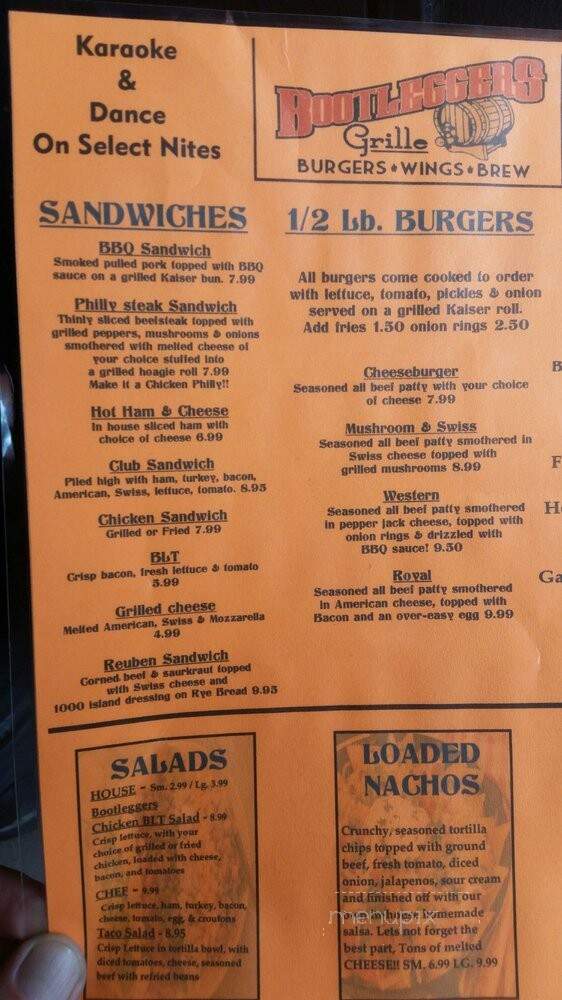 Karaoke
&
Dance
On Select Nites
BOOTLEGGERS
Grille
BURGERS • WINGS • BREW
SANDWICHES
BBQ Sandwich
Smoked pulled pork topped with BBQ
sauce on a grilled Kaiser bun. 7.99
Philly steak Sandwich
Thinly sliced beefsteak topped with
grilled peppers, mushrooms & onions
smothered with melted cheese of
your choice stuffed into
a grilled hoagie roll 7.99
Make it a Chicken Philly!!
Hot Ham & Cheese
In house sliced ham with
choice of cheese 6.99
Club Sandwich
Piled high with ham, turkey, bacon,
American, Swiss, lettuce, tomato. 8.95
Chicken Sandwich
Grilled or Fried 7.99
BLT
Crisp bacon, fresh lettuce & tomato
5.99
Grilled cheese
Melted American, Swiss & Mozzarella
4.99
Reuben Sandwich
Corned beef & saurkraut topped
with Swiss cheese and
1000 island dressing on Rye Bread 9.95
1/2 Lb. BURGERS
All burgers come cooked to order
with lettuce, tomato, pickles & onion
served on a grilled Kaiser roll.
Add fries 1.50 onion rings 2.50
Cheeseburger
Seasoned all beef patty with your choice
of cheese 7.99
Mushroom & Swiss
Seasoned all beef patty smothered in
Swiss cheese topped with
grilled mushrooms 8.99
Western
Seasoned all beef patty smothered
in pepper jack cheese, topped with
onion rings & drizzled with
BBQ sauce! 9.50
Royal
Seasoned all beef patty smothered
in American cheese, topped with
Bacon and an over-easy egg 9.99
B
F
H
Ga
SALADS
HOUSE - Sm. 2.99 / Lg. 3.99
Bootleggers
Chicken BLT Salad - 8.99
Crisp lettuce, with your
choice of grilled or fried
chicken, loaded with cheese,
bacon, and tomatoes
CHEF - 9.99
Crisp lettuce, ham, turkey, bacon,
cheese, tomato, egg, & croutons
Taco Salad - 8.95
Crisp Lettuce in tortilla bowl, with
diced tomatoes, cheese, seasoned
beef with refried beans
LOADED
NACHOS
Crunchy, seasoned tortilla
chips topped with ground
beef, fresh tomato, diced
onion, jalapenos, sour cream
and finished off with our
homemade
salsa. Lets not forget the
best part, Tons of melted
CHEESE!! SM. 6.99 LG. 9.99
menupix